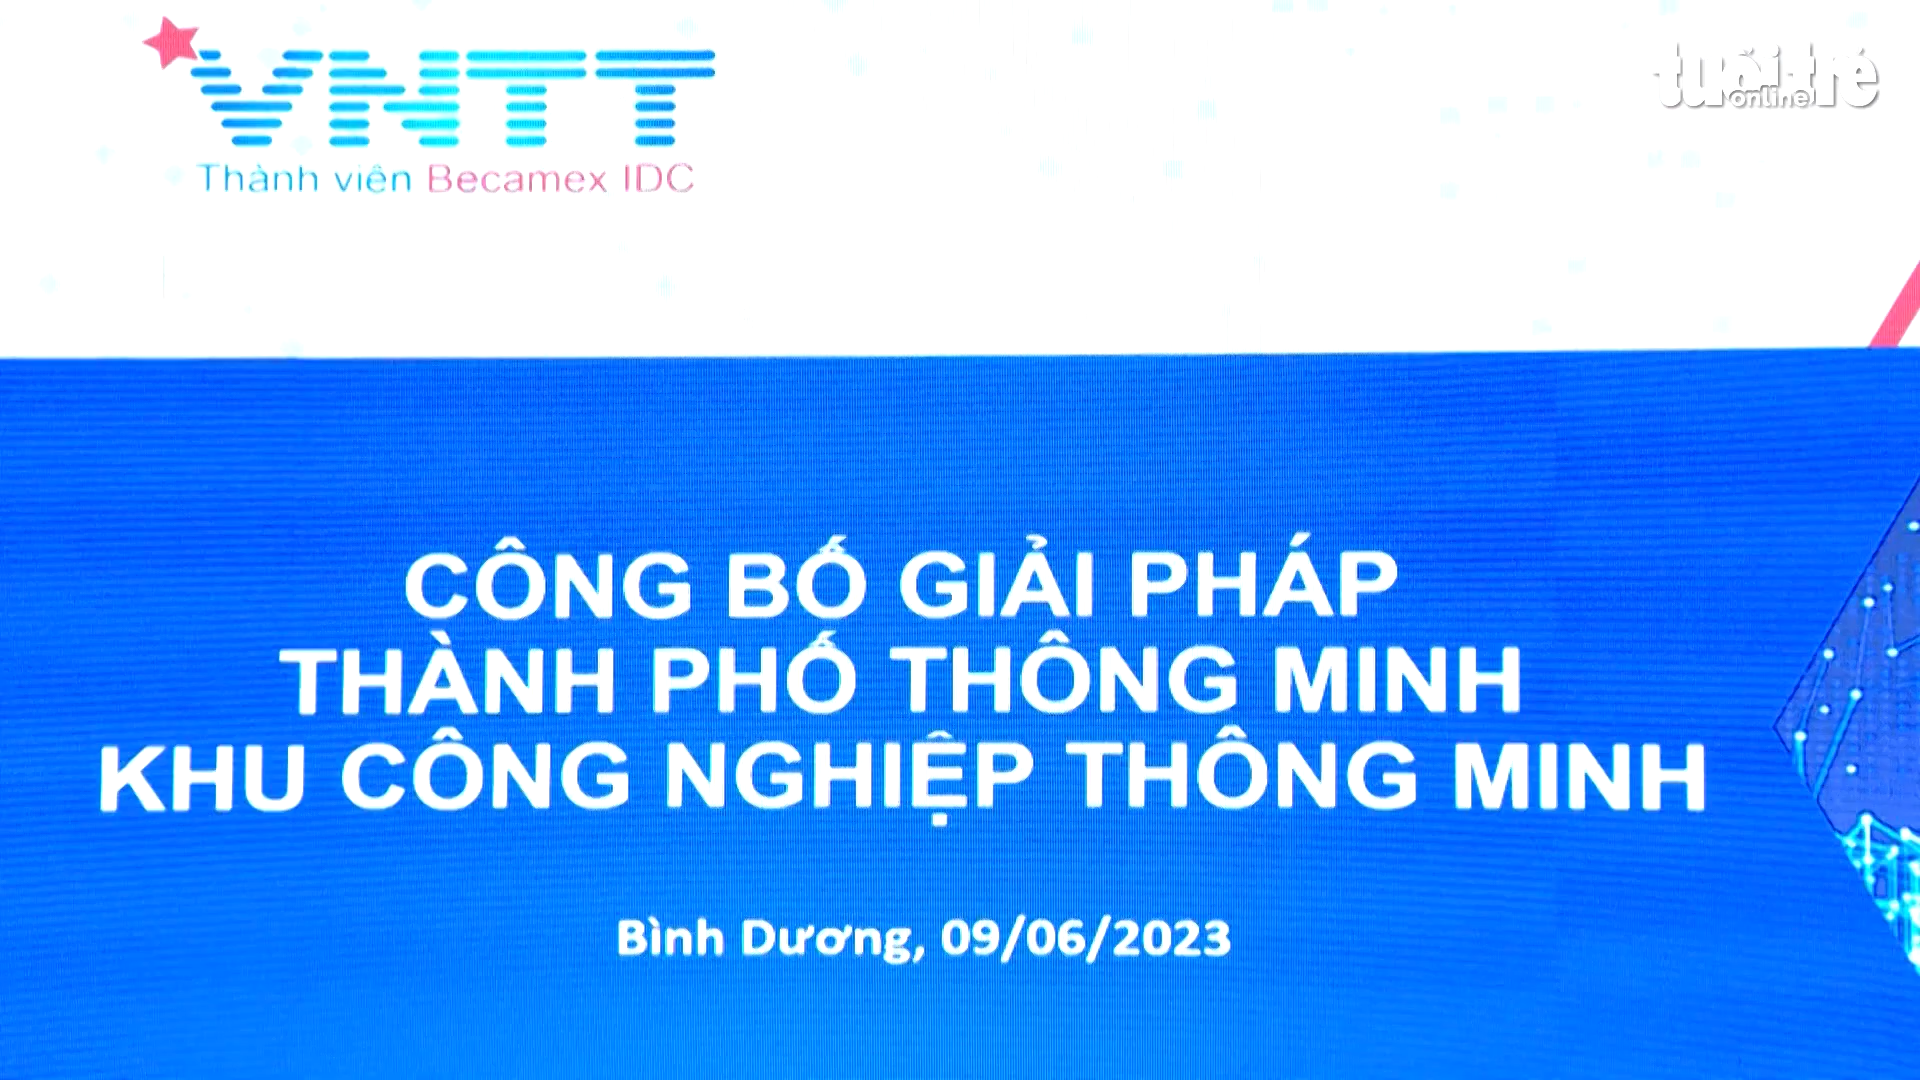 VNTT
Thành viên Becamex IDC
tuổi trẻ
online
CÔNG BỐ GIẢI PHÁP
THÀNH PHỐ THÔNG MINH
KHU CÔNG NGHIỆP THÔNG MINH
Bình Dương, 09/06/2023